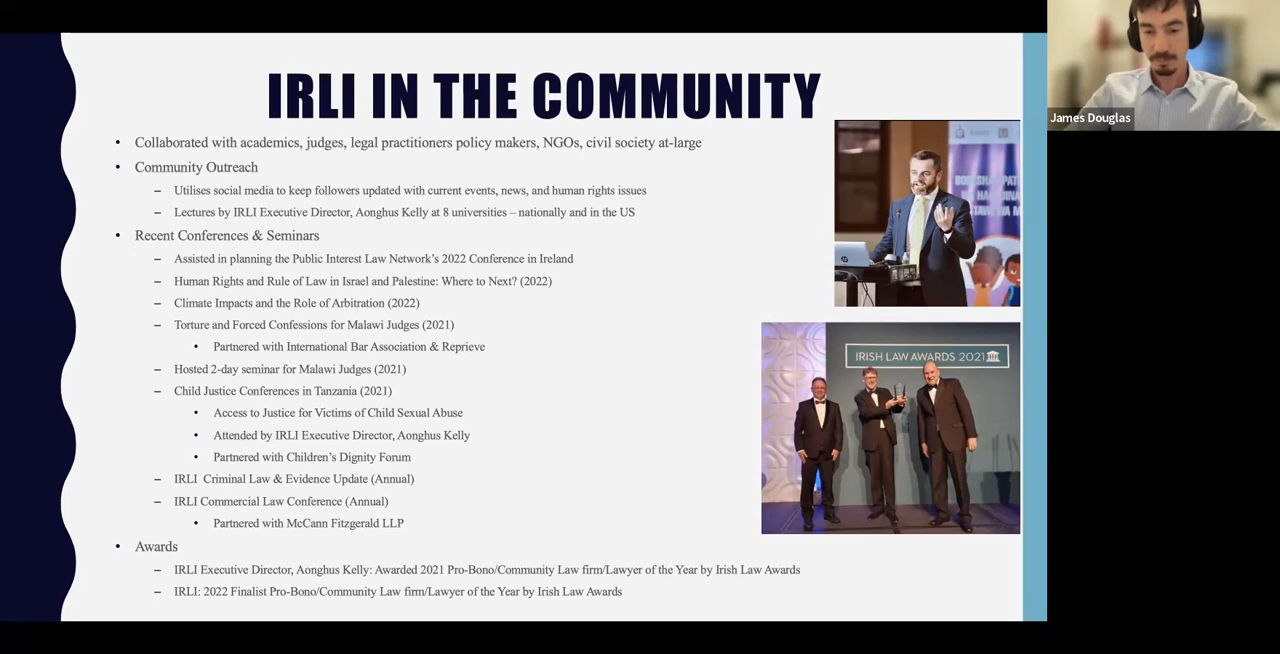 IRLI IN THE COMMUNITY
• Collaborated with academics, judges, legal practitioners policy makers, NGOs, civil society at-large
• Community Outreach
– Utilises social media to keep followers updated with current events, news, and human rights issues
– Lectures by IRLI Executive Director, Aonghus Kelly at 8 universities – nationally and in the US
• Recent Conferences & Seminars
– Assisted in planning the Public Interest Law Network's 2022 Conference in Ireland
– Human Rights and Rule of Law in Israel and Palestine: Where to Next? (2022)
– Climate Impacts and the Role of Arbitration (2022)
– Torture and Forced Confessions for Malawi Judges (2021)
• Partnered with International Bar Association & Reprieve
– Hosted 2-day seminar for Malawi Judges (2021)
– Child Justice Conferences in Tanzania (2021)
• Access to Justice for Victims of Child Sexual Abuse
• Attended by IRLI Executive Director, Aonghus Kelly
• Partnered with Children's Dignity Forum
– IRLI Criminal Law & Evidence Update (Annual)
– IRLI Commercial Law Conference (Annual)
• Partnered with McCann Fitzgerald LLP
• Awards
– IRLI Executive Director, Aonghus Kelly: Awarded 2021 Pro-Bono/Community Law firm/Lawyer of the Year by Irish Law Awards
– IRLI: 2022 Finalist Pro-Bono/Community Law firm/Lawyer of the Year by Irish Law Awards
IRISH LAW AWARDS 2021
James Douglas